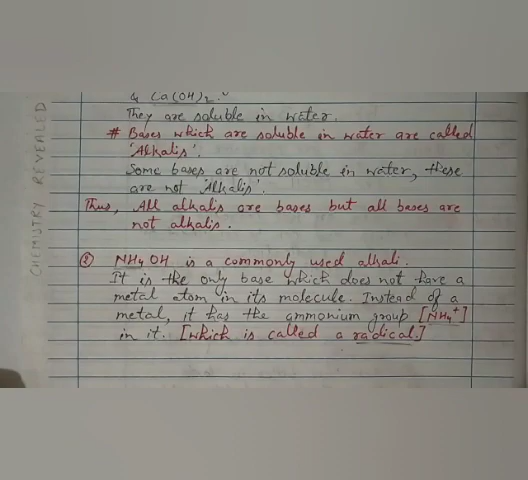 & Ca(OH)2.
They are soluble in water.
# Bases which are soluble in water are called
'Alkalis'.
Some bases are not soluble in water, these
are not 'Alkalis'.
Thus, All alkalis are bases but all bases are
not alkalis.
② NH4OH is a commonly used alkali.
It is the only base which does not have a
metal atom in its molecule. Instead of a
metal, it has the ammonium group [NH4+]
in it. [which is called a radical.]
CHEMISTRY REVEALED